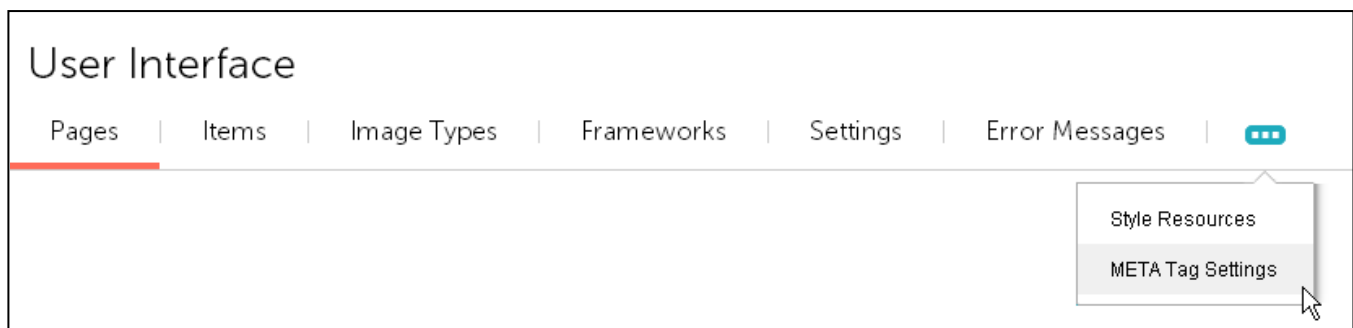 User Interface
Pages | Items | Image Types | Frameworks | Settings | Error Messages |
Style Resources
META Tag Settings